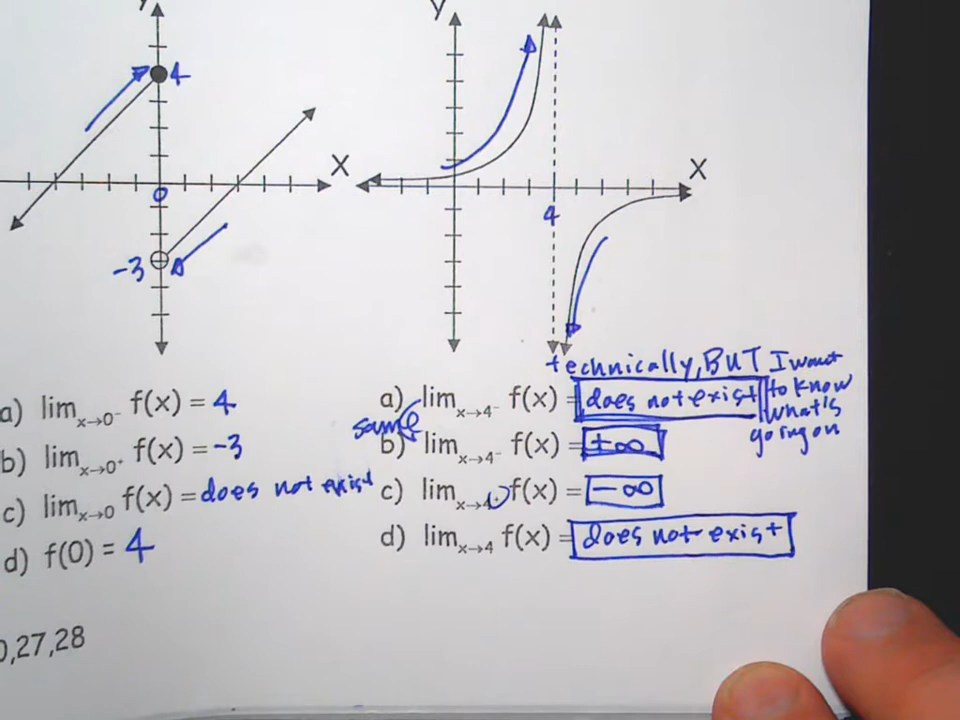 y
y
4
X
X
0
4
-3
technically, BUT I want
to know
what's
going on
a) lim x→0⁻ f(x) = 4
b) lim x→0⁺ f(x) = -3
c) lim x→0 f(x) = does not exist
d) f(0) = 4
a) lim x→4⁻ f(x) = does not exist
same
b) lim x→4⁻ f(x) = +∞
c) lim f(x) = -∞
d) lim x→4 f(x) = does not exist
,27,28